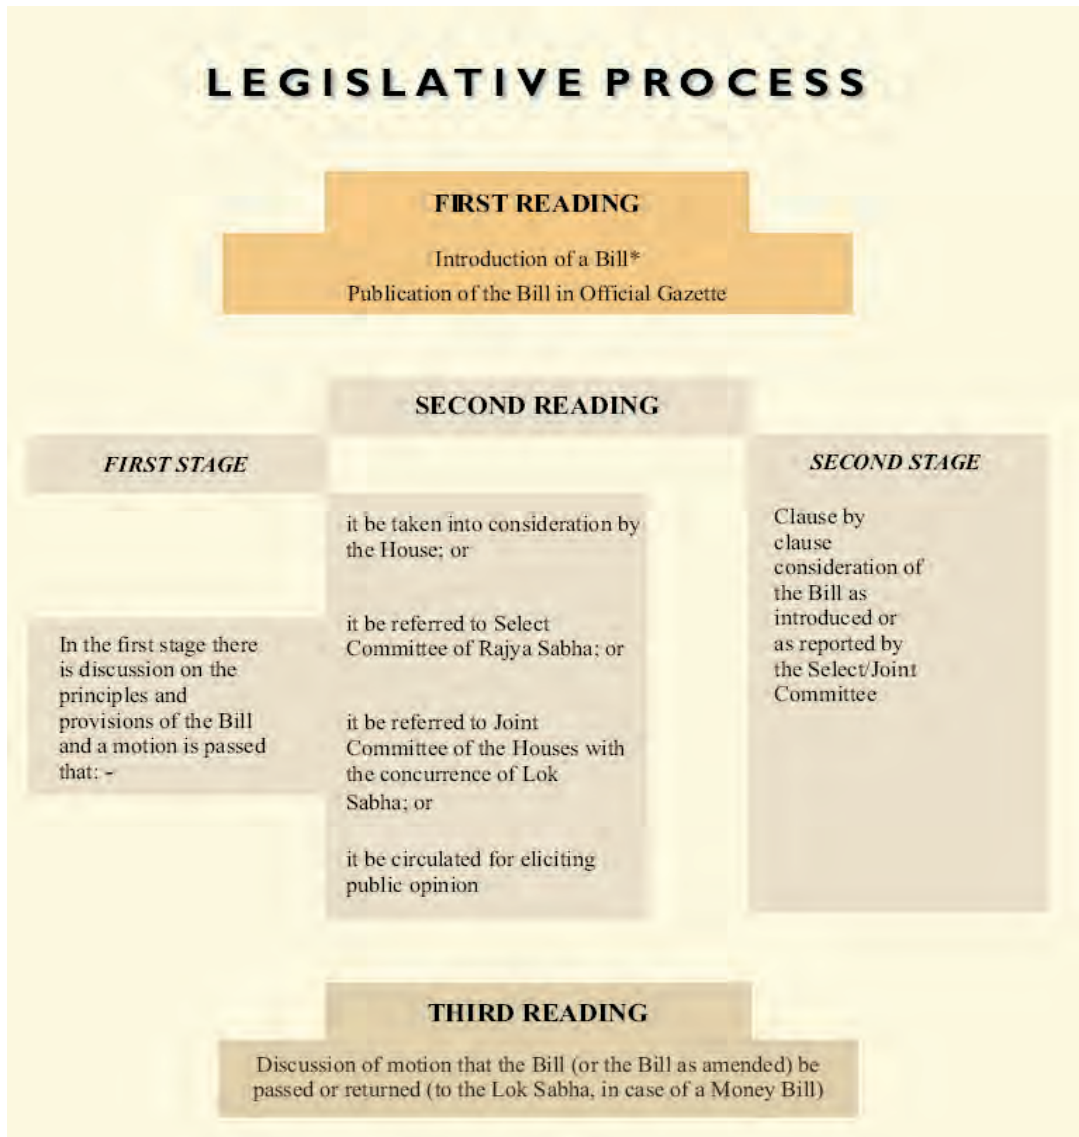 LEGISLATIVE PROCESS
FIRST READING
Introduction of a Bill*
Publication of the Bill in Official Gazette
SECOND READING
FIRST STAGE
In the first stage there
is discussion on the
principles and
provisions of the Bill
and a motion is passed
that: -
it be taken into consideration by
the House; or
it be referred to Select
Committee of Rajya Sabha; or
it be referred to Joint
Committee of the Houses with
the concurrence of Lok
Sabha; or
it be circulated for eliciting
public opinion
SECOND STAGE
Clause by
clause
consideration of
the Bill as
introduced or
as reported by
the Select/Joint
Committee
THIRD READING
Discussion of motion that the Bill (or the Bill as amended) be
passed or returned (to the Lok Sabha, in case of a Money Bill)